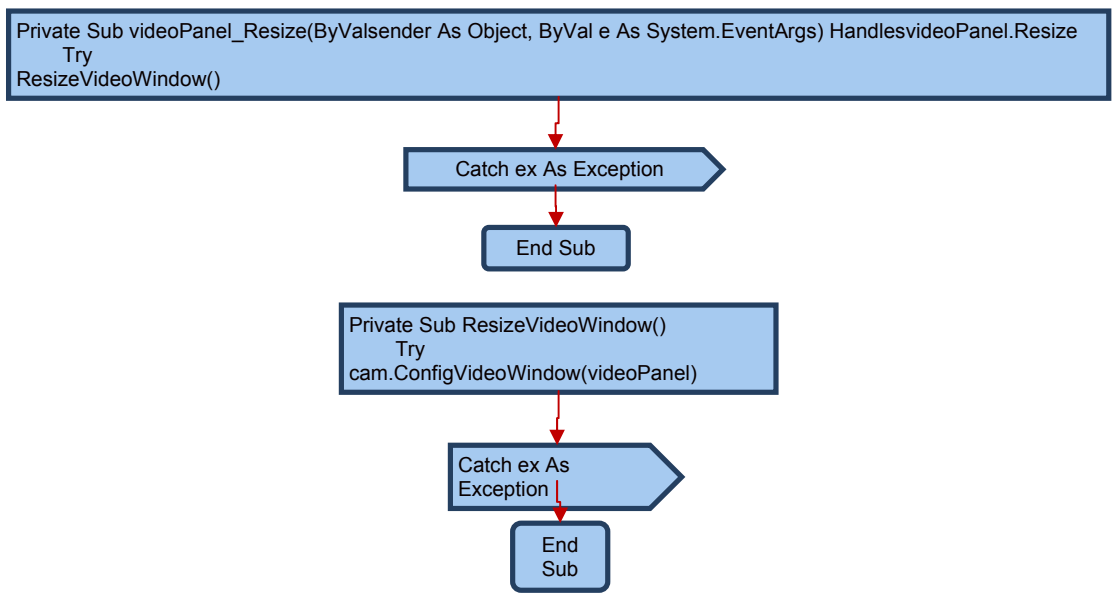 Private Sub videoPanel_Resize(ByValsender As Object, ByVal e As System.EventArgs) HandlesvideoPanel.Resize
Try
ResizeVideoWindow()
Catch ex As Exception
End Sub
Private Sub ResizeVideoWindow()
Try
cam.ConfigVideoWindow(videoPanel)
Catch ex As
Exception
End
Sub